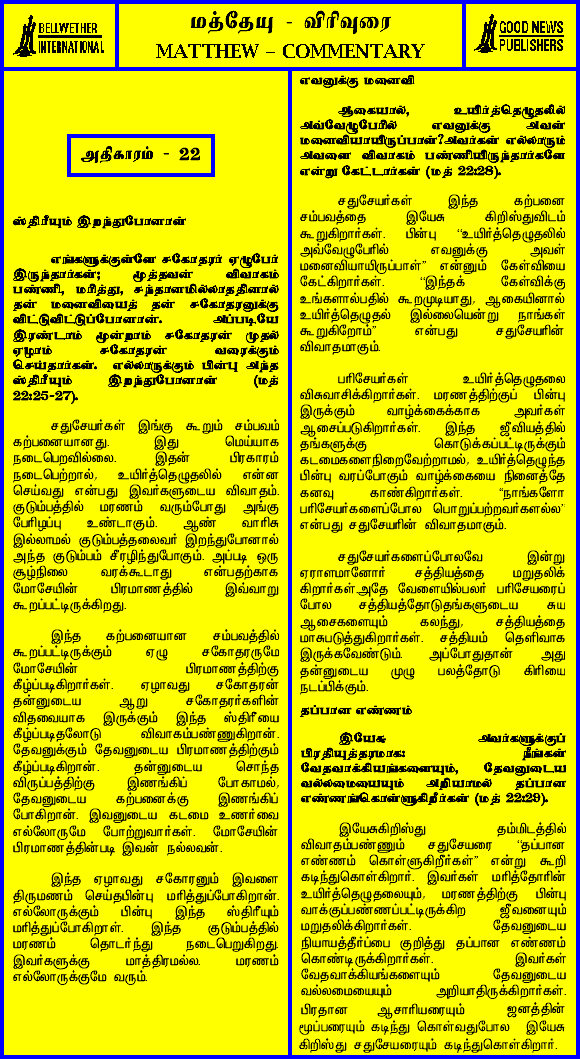 BELLWETHER
INTERNATIONAL
மத்தேயு - விரிவுரை
MATTHEW – COMMENTARY
GOOD NEWS
PUBLISHERS
அதிகாரம் - 22
ஸ்திரீயும் இறந்துபோனாள்
எங்களுக்குள்ளே சகோதரர் ஏழுபேர்
இருந்தார்கள்; மூத்தவன் விவாகம்
பண்ணி, மரித்து, சந்தானமில்லாததினால்
தன் மனைவியைத் தன் சகோதரனுக்கு
விட்டுவிட்டுப்போனான். அப்படியே
இரண்டாம் மூன்றாம் சகோதரன் முதல்
ஏழாம் சகோதரன் வரைக்கும்
செய்தார்கள். எல்லாருக்கும் பின்பு அந்த
ஸ்திரீயும் இறந்துபோனாள் (மத்
22:25-27).
சதுசேயர்கள் இங்கு கூறும் சம்பவம்
கற்பனையானது. இது மெய்யாக
நடைபெறவில்லை. இதன் பிரகாரம்
நடைபெற்றால், உயிர்த்தெழுதலில் என்ன
செய்வது என்பது இவர்களுடைய விவாதம்.
குடும்பத்தில் மரணம் வரும்போது அங்கு
பேரிழப்பு உண்டாகும். ஆண் வாரிசு
இல்லாமல் குடும்பத்தலைவர் இறந்துபோனால்
அந்த குடும்பம் சீரழிந்துபோகும். அப்படி ஒரு
சூழ்நிலை வரக்கூடாது என்பதற்காக
மோசேயின் பிரமாணத்தில் இவ்வாறு
கூறப்பட்டிருக்கிறது.
இந்த கற்பனையான சம்பவத்தில்
கூறப்பட்டிருக்கும் ஏழு சகோதரருமே
மோசேயின் பிரமாணத்திற்கு
கீழ்ப்படிகிறார்கள். ஏழாவது சகோதரன்
தன்னுடைய ஆறு சகோதரர்களின்
விதவையாக இருக்கும் இந்த ஸ்திரீயை
கீழ்ப்படிதலோடு விவாகம்பண்ணுகிறான்.
தேவனுக்கும் தேவனுடைய பிரமாணத்திற்கும்
கீழ்ப்படிகிறான். தன்னுடைய சொந்த
விருப்பத்திற்கு இணங்கிப் போகாமல்,
தேவனுடைய கற்பனைக்கு இணங்கிப்
போகிறான். இவனுடைய கடமை உணர்வை
எல்லோருமே போற்றுவார்கள். மோசேயின்
பிரமாணத்தின்படி இவன் நல்லவன்.
இந்த ஏழாவது சகோரனும் இவளை
திருமணம் செய்தபின்பு மரித்துப்போகிறான்.
எல்லோருக்கும் பின்பு இந்த ஸ்திரீயும்
மரித்துப்போகிறாள். இந்த குடும்பத்தில்
மரணம் தொடர்ந்து நடைபெறுகிறது.
இவர்களுக்கு மாத்திரமல்ல. மரணம்
எல்லோருக்குமே வரும்.
எவனுக்கு மனைவி
ஆகையால், உயிர்த்தெழுதலில்
அவ்வேழுபேரில் எவனுக்கு அவள்
மனைவியாயிருப்பாள்?அவர்கள் எல்லாரும்
அவளை விவாகம் பண்ணியிருந்தார்களே
என்று கேட்டார்கள் (மத் 22:28).
சதுசேயர்கள் இந்த கற்பனை
சம்பவத்தை இயேசு கிறிஸ்துவிடம்
கூறுகிறார்கள். பின்பு “உயிர்த்தெழுதலில்
அவ்வேழுபேரில் எவனுக்கு அவள்
மனைவியாயிருப்பாள்” என்னும் கேள்வியை
கேட்கிறார்கள். “இந்தக் கேள்விக்கு
உங்களால்பதில் கூறமுடியாது. ஆகையினால்
உயிர்த்தெழுதல் இல்லையென்று நாங்கள்
கூறுகிறோம்” என்பது சதுசேயரின்
விவாதமாகும்.
பரிசேயர்கள் உயிர்த்தெழுதலை
விசுவாசிக்கிறார்கள். மரணத்திற்குப் பின்பு
இருக்கும் வாழ்க்கைக்காக அவர்கள்
ஆசைப்படுகிறார்கள். இந்த ஜீவியத்தில்
தங்களுக்கு கொடுக்கப்பட்டிருக்கும்
கடமைகளைநிறைவேற்றாமல், உயிர்த்தெழுந்த
பின்பு வரப்போகும் வாழ்க்கையை நினைத்தே
கனவு காண்கிறார்கள். “நாங்களோ
பரிசேயர்களைப்போல பொறுப்பற்றவர்களல்ல”
என்பது சதுசேயரின் விவாதமாகும்.
சதுசேயர்களைப்போலவே இன்று
ஏராளமானோர் சத்தியத்தை மறுதலிக்
கிறார்கள்.அதே வேளையில்பலர் பரிசேயரைப்
போல சத்தியத்தோடுதங்களுடைய சுய
ஆசைகளையும் கலந்து, சத்தியத்தை
மாசுபடுத்துகிறார்கள். சத்தியம் தெளிவாக
இருக்கவேண்டும். அப்போதுதான் அது
தன்னுடைய முழு பலத்தோடு கிரியை
நடப்பிக்கும்.
தப்பான எண்ணம்
இயேசு அவர்களுக்குப்
பிரதியுத்தரமாக: நீங்கள்
வேதவாக்கியங்களையும், தேவனுடைய
வல்லமையையும் அறியாமல் தப்பான
எண்ணங்கொள்ளுகிறீர்கள் (மத் 22:29).
இயேசுகிறிஸ்து தம்மிடத்தில்
விவாதம்பண்ணும் சதுசேயரை “தப்பான
எண்ணம் கொள்ளுகிறீர்கள்” என்று கூறி
கடிந்துகொள்கிறார். இவர்கள் மரித்தோரின்
உயிர்த்தெழுதலையும், மரணத்திற்கு பின்பு
வாக்குப்பண்ணப்பட்டிருக்கிற ஜீவனையும்
மறுதலிக்கிறார்கள். தேவனுடைய
நியாயத்தீர்ப்பை குறித்து தப்பான எண்ணம்
கொண்டிருக்கிறார்கள். இவர்கள்
வேதவாக்கியங்களையும் தேவனுடைய
வல்லமையையும் அறியாதிருக்கிறார்கள்.
பிரதான ஆசாரியரையும் ஜனத்தின்
மூப்பரையும் கடிந்து கொள்வதுபோல இயேசு
கிறிஸ்து சதுசேயரையும் கடிந்துகொள்கிறார்.